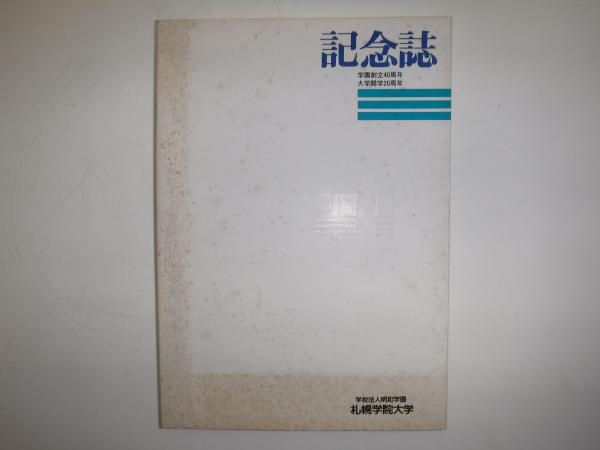 記念誌
学園創立40周年
大学開学20周年
学校法人明和学園
札幌学院大学